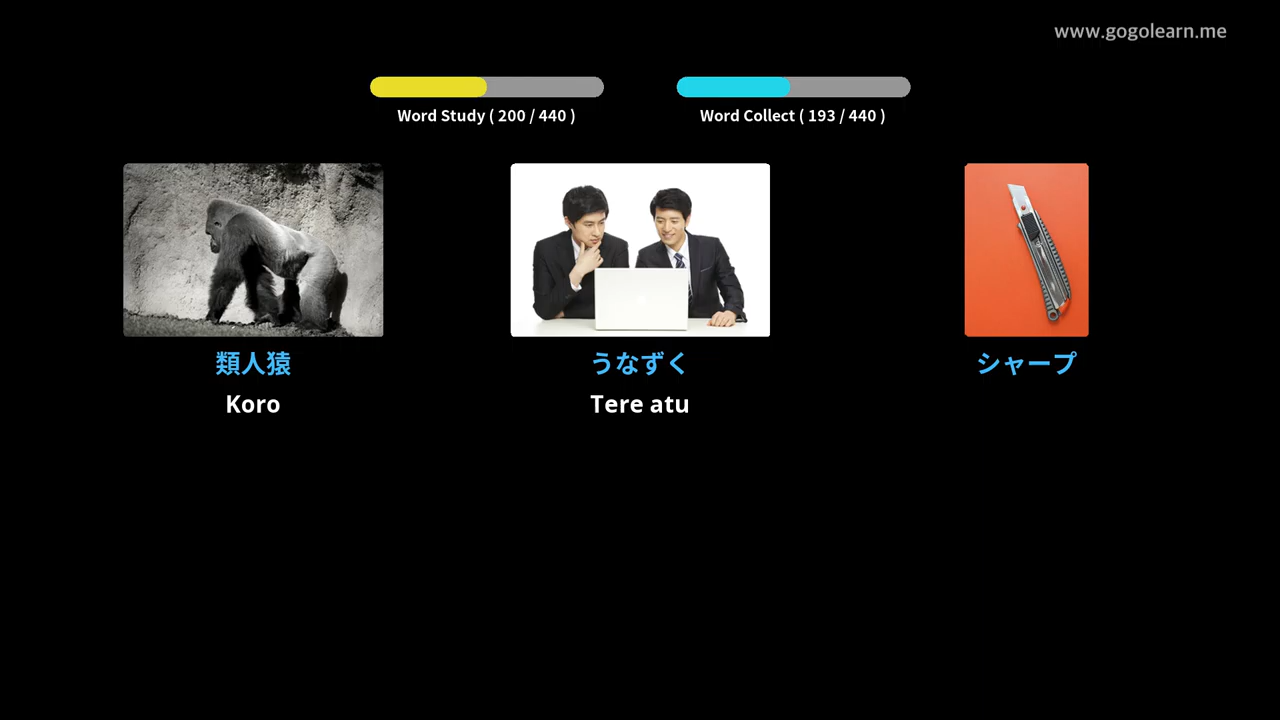 www.gogolearn.me
Word Study ( 200 / 440 )
Word Collect ( 193 / 440 )
類人猿
うなずく
シャープ
Koro
Tere atu